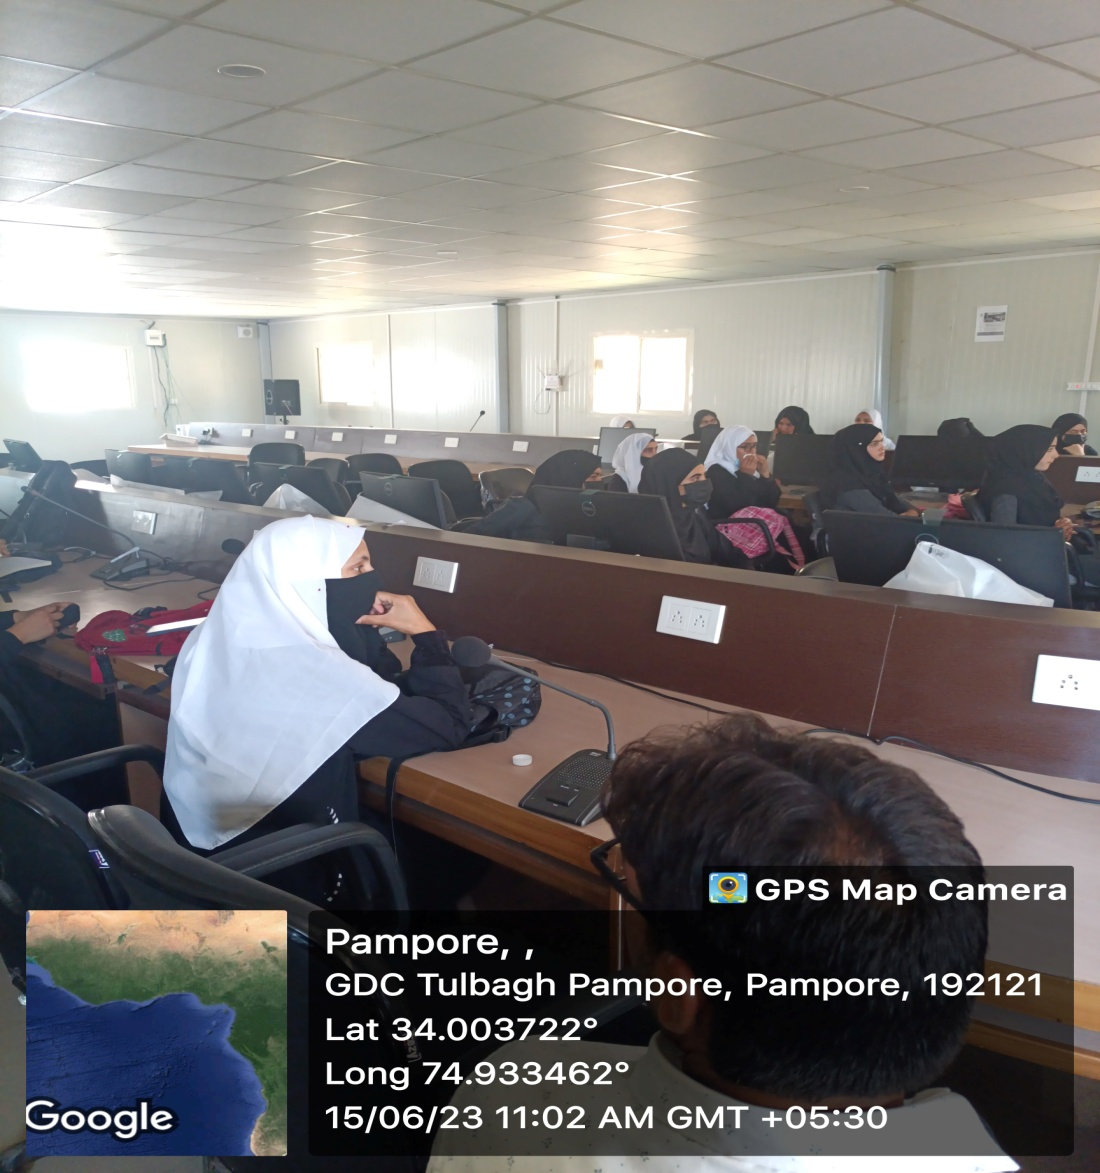 GPS Map Camera
Pampore, ,
GDC Tulbagh Pampore, Pampore, 192121
Lat 34.003722°
Long 74.933462°
15/06/23 11:02 AM GMT +05:30
Google